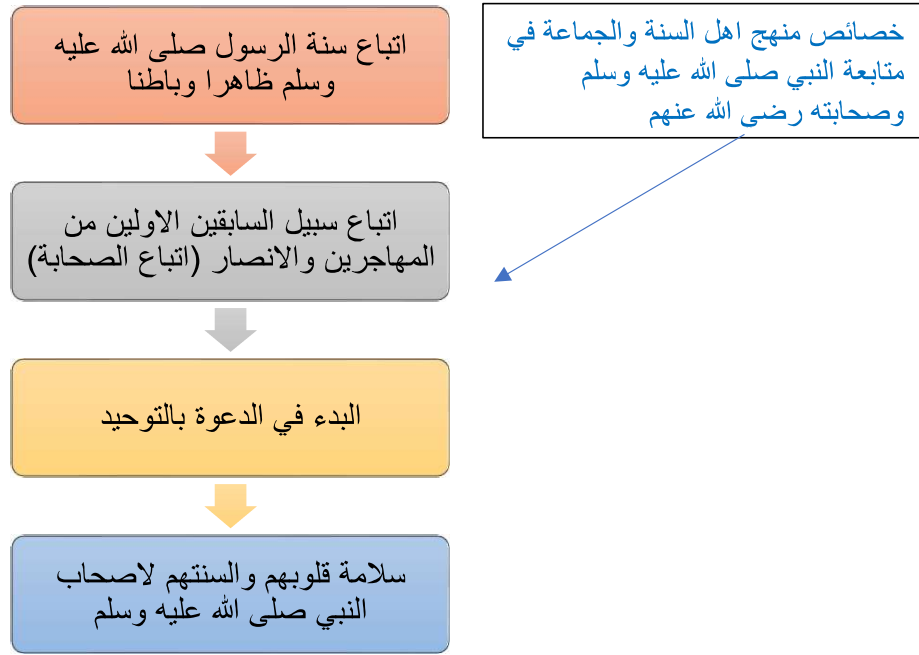 خصائص منهج اهل السنة والجماعة في
متابعة النبي صلى الله عليه وسلم
وصحابته رضى الله عنهم
اتباع سنة الرسول صلى الله عليه
وسلم ظاهرا وباطنا
اتباع سبيل السابقين الاولين من
المهاجرين والانصار (اتباع الصحابة)
البدء في الدعوة بالتوحيد
سلامة قلوبهم والسنتهم لاصحاب
النبي صلى الله عليه وسلم